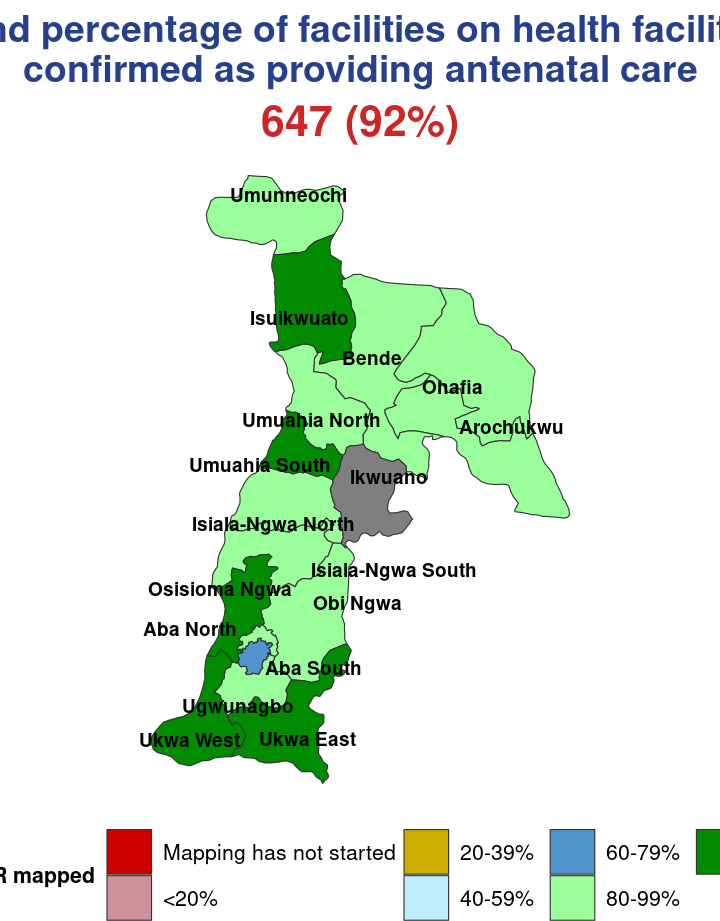 percentage of facilities on health
confirmed as providing antenatal care
647 (92%)
Umunneochi
Isuikwuato
Bende
Ohafia
Umuahia North
Arochukwu
Umuahia South
Ikwuano
Isiala-Ngwa North
Isiala-Ngwa South
Osisioma Ngwa
Obi Ngwa
Aba North
Aba South
Ugwunagbo
Ukwa West
Ukwa East
mapped
Mapping has not started
<20%
20-39%
40-59%
60-79%
80-99%